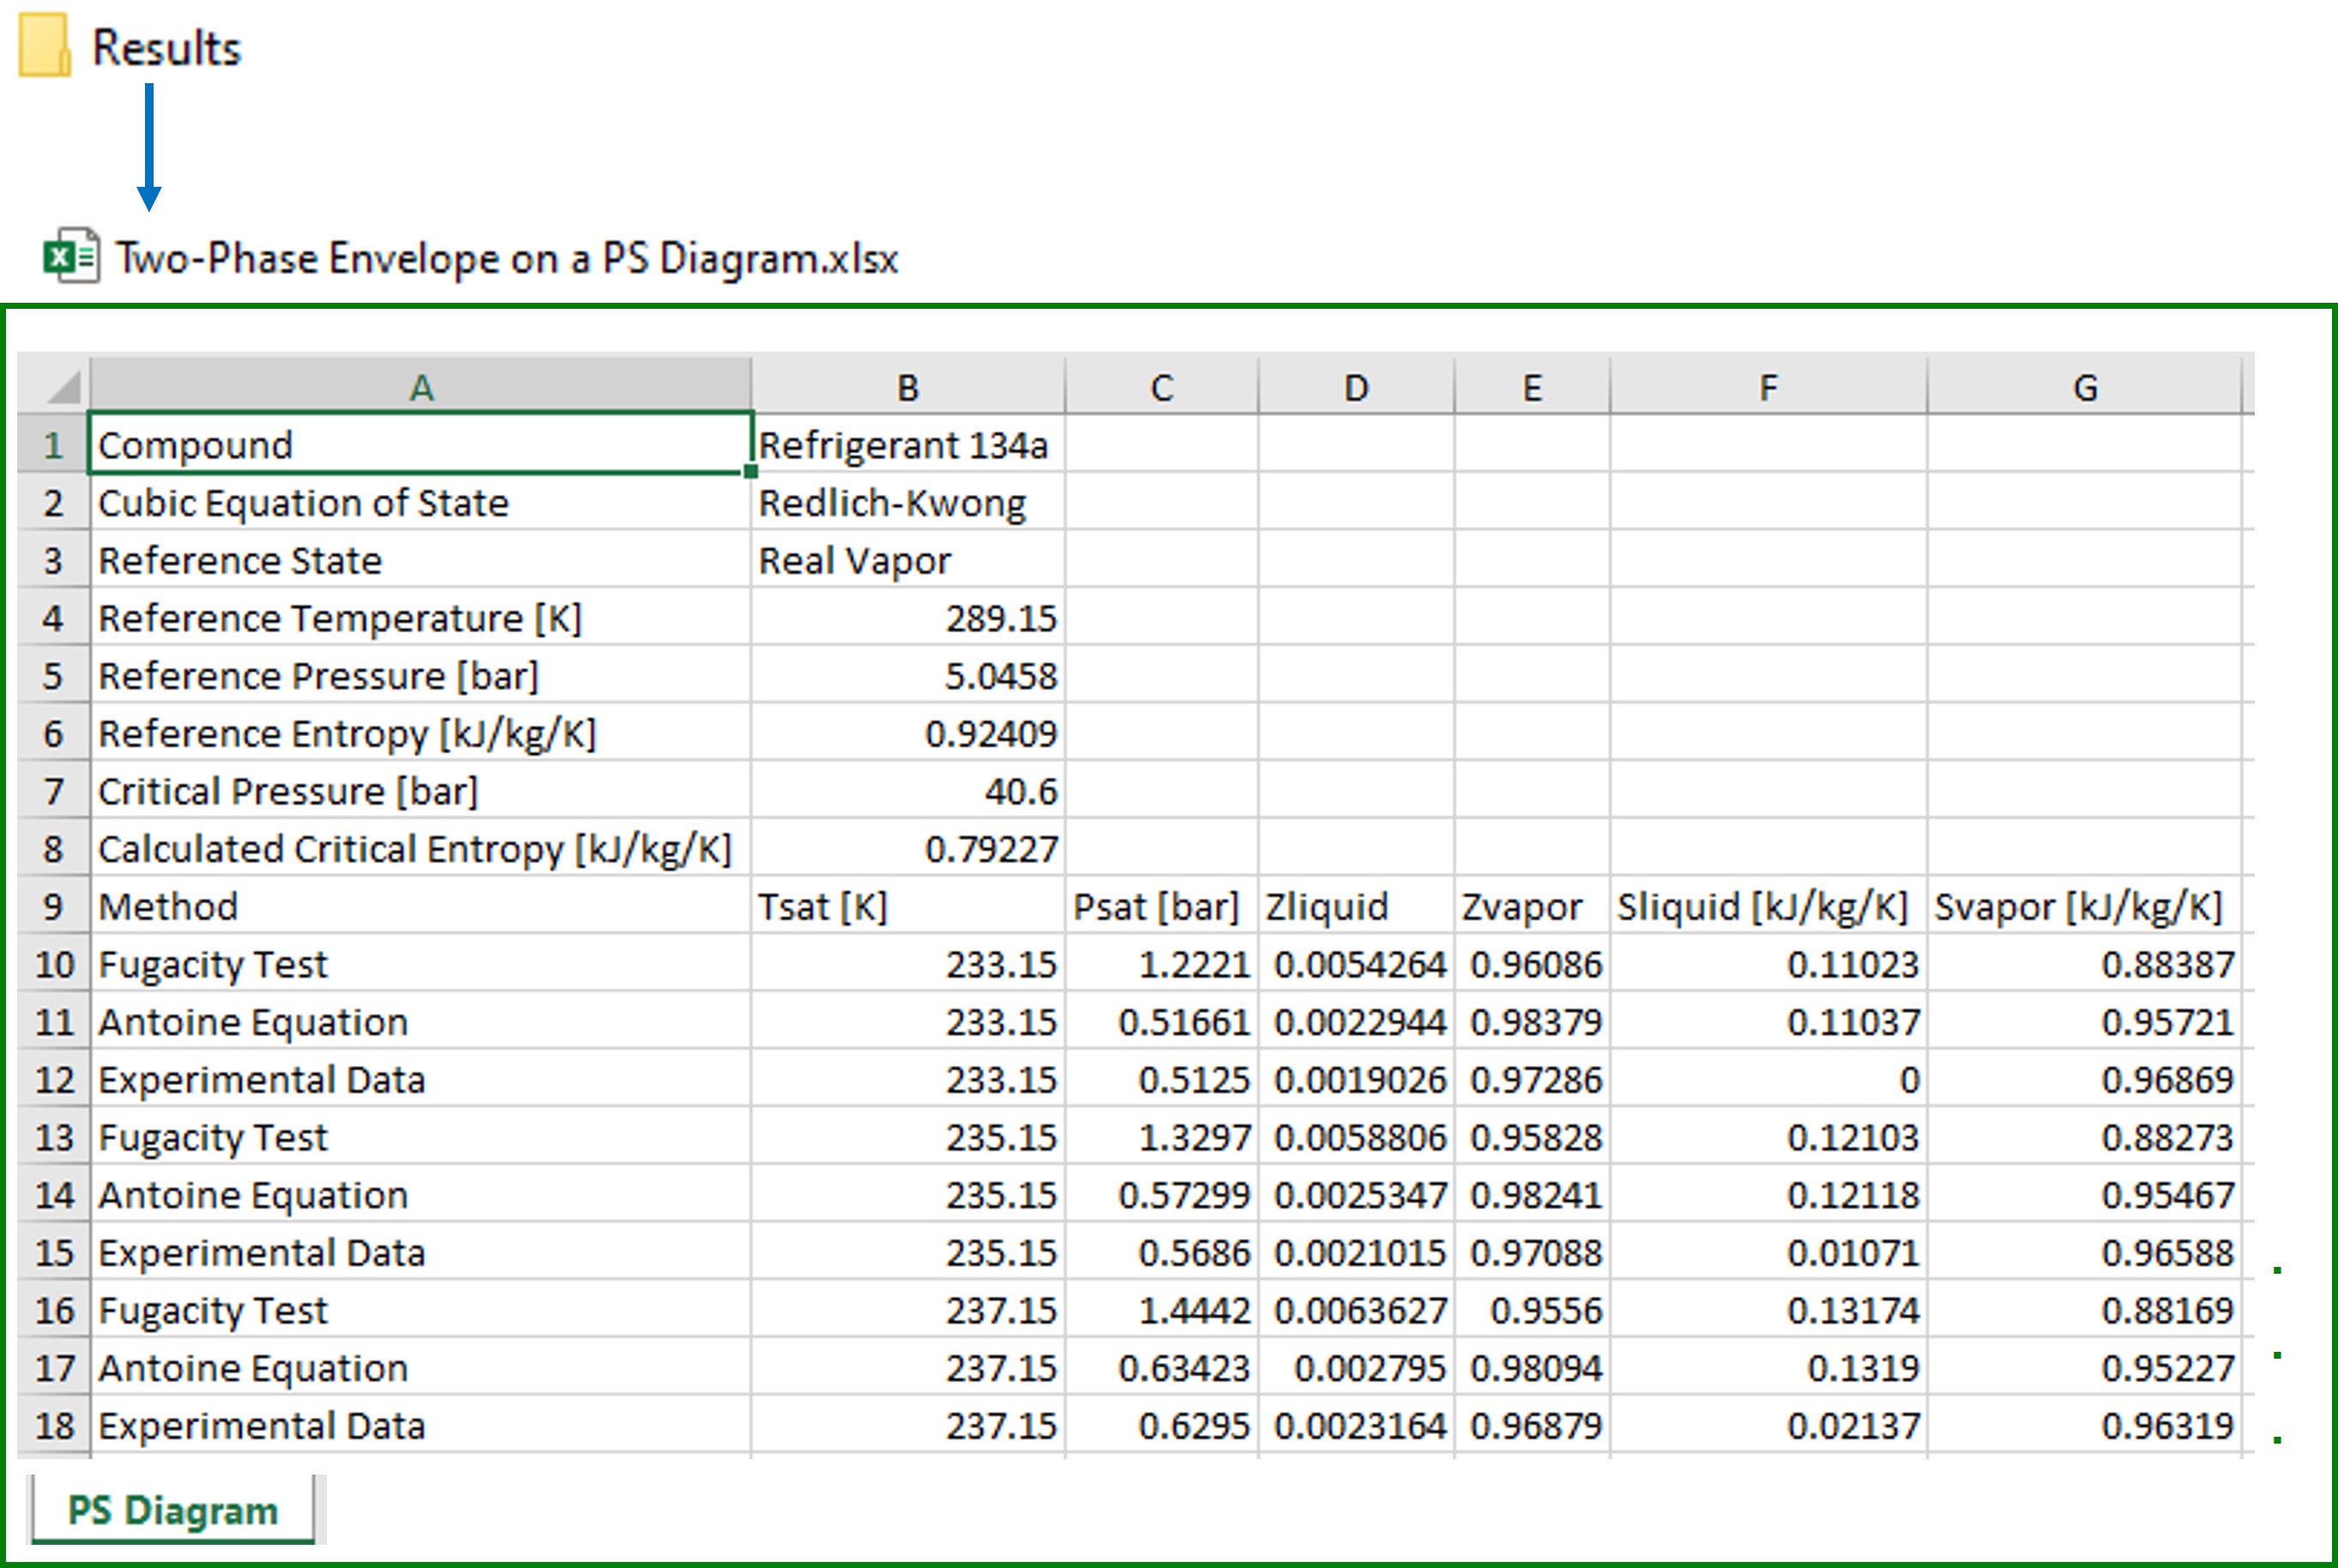 Results
Two-Phase Envelope on a PS Diagram.xlsx
A B C D E F G
1 Compound Refrigerant 134a
2 Cubic Equation of State Redlich-Kwong
3 Reference State Real Vapor
4 Reference Temperature [K] 289.15
5 Reference Pressure [bar] 5.0458
6 Reference Entropy [kJ/kg/K] 0.92409
7 Critical Pressure [bar] 40.6
8 Calculated Critical Entropy [kJ/kg/K] 0.79227
9 Method Tsat [K] Psat [bar] Zliquid Zvapor Sliquid [kJ/kg/K] Svapor [kJ/kg/K]
10 Fugacity Test 233.15 1.2221 0.0054264 0.96086 0.11023 0.88387
11 Antoine Equation 233.15 0.51661 0.0022944 0.98379 0.11037 0.95721
12 Experimental Data 233.15 0.5125 0.0019026 0.97286 0 0.96869
13 Fugacity Test 235.15 1.3297 0.0058806 0.95828 0.12103 0.88273
14 Antoine Equation 235.15 0.57299 0.0025347 0.98241 0.12118 0.95467
15 Experimental Data 235.15 0.5686 0.0021015 0.97088 0.01071 0.96588
16 Fugacity Test 237.15 1.4442 0.0063627 0.9556 0.13174 0.88169
17 Antoine Equation 237.15 0.63423 0.002795 0.98094 0.1319 0.95227
18 Experimental Data 237.15 0.6295 0.0023164 0.96879 0.02137 0.96319
PS Diagram